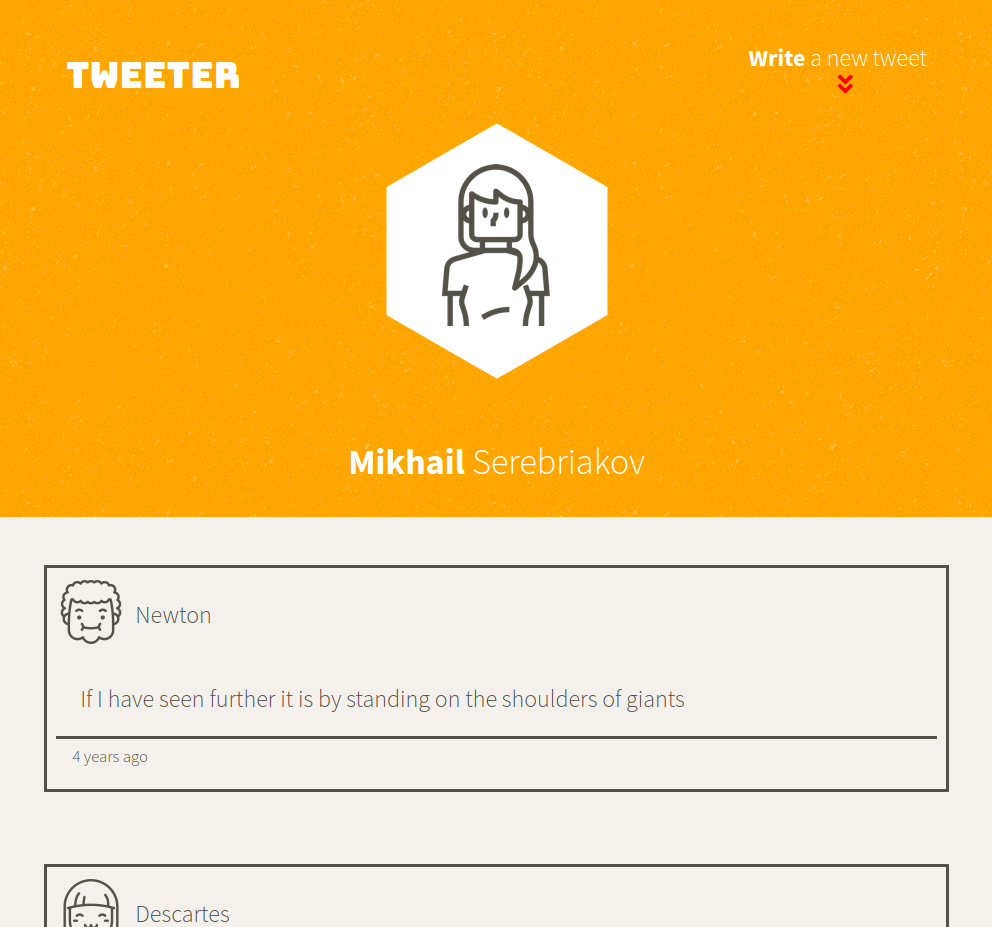 TWEETER
Write a new tweet
Mikhail Serebriakov
Newton
If I have seen further it is by standing on the shoulders of giants
4 years ago
Descartes